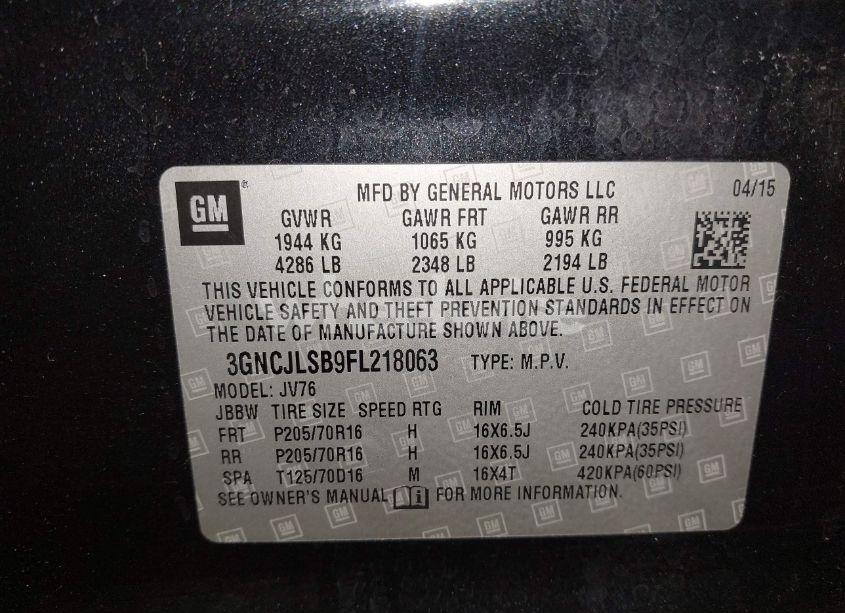 GM
MFD BY GENERAL MOTORS LLC 04/15
GVWR GAWR FRT GAWR RR
1944 KG 1065 KG 995 KG
4286 LB 2348 LB 2194 LB
THIS VEHICLE CONFORMS TO ALL APPLICABLE U.S. FEDERAL MOTOR
VEHICLE SAFETY AND THEFT PREVENTION STANDARDS IN EFFECT ON
THE DATE OF MANUFACTURE SHOWN ABOVE.
3GNCJLSB9FL218063 TYPE: M.P.V.
MODEL: JV76
JBBW TIRE SIZE SPEED RTG RIM COLD TIRE PRESSURE
FRT P205/70R16 H 16X6.5J 240KPA(35PSI)
RR P205/70R16 H 16X6.5J 240KPA(35PSI)
SPA T125/70D16 M 16X4T 420KPA(60PSI)
SEE OWNER'S MANUAL FOR MORE INFORMATION.